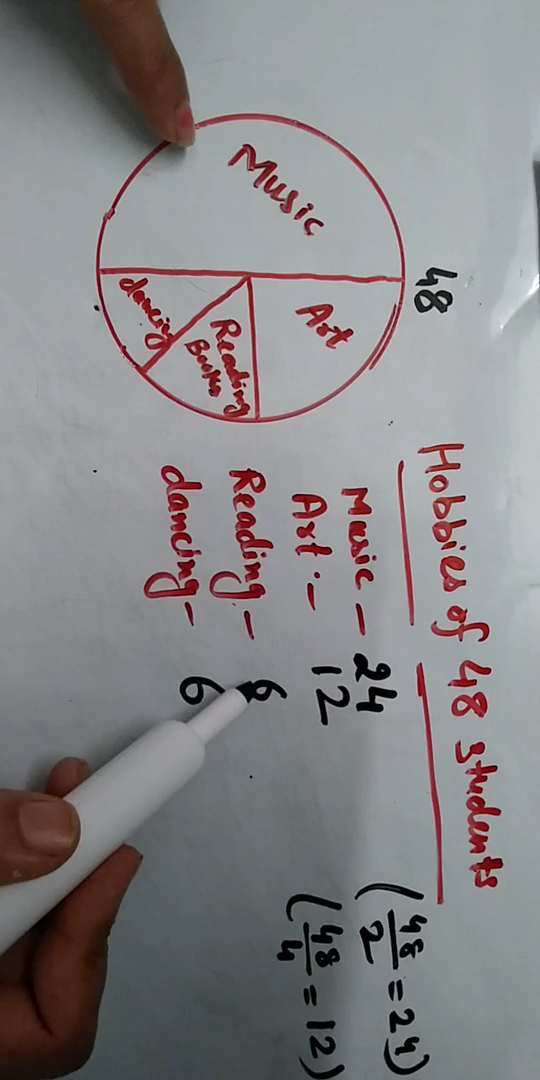 Hobbies of 48 students
48
Music
Art
Reading
Books
dancing
Music - 24 (48/2 = 24)
Art :- 12 (48/4 = 12)
Reading - 6
dancing - 6